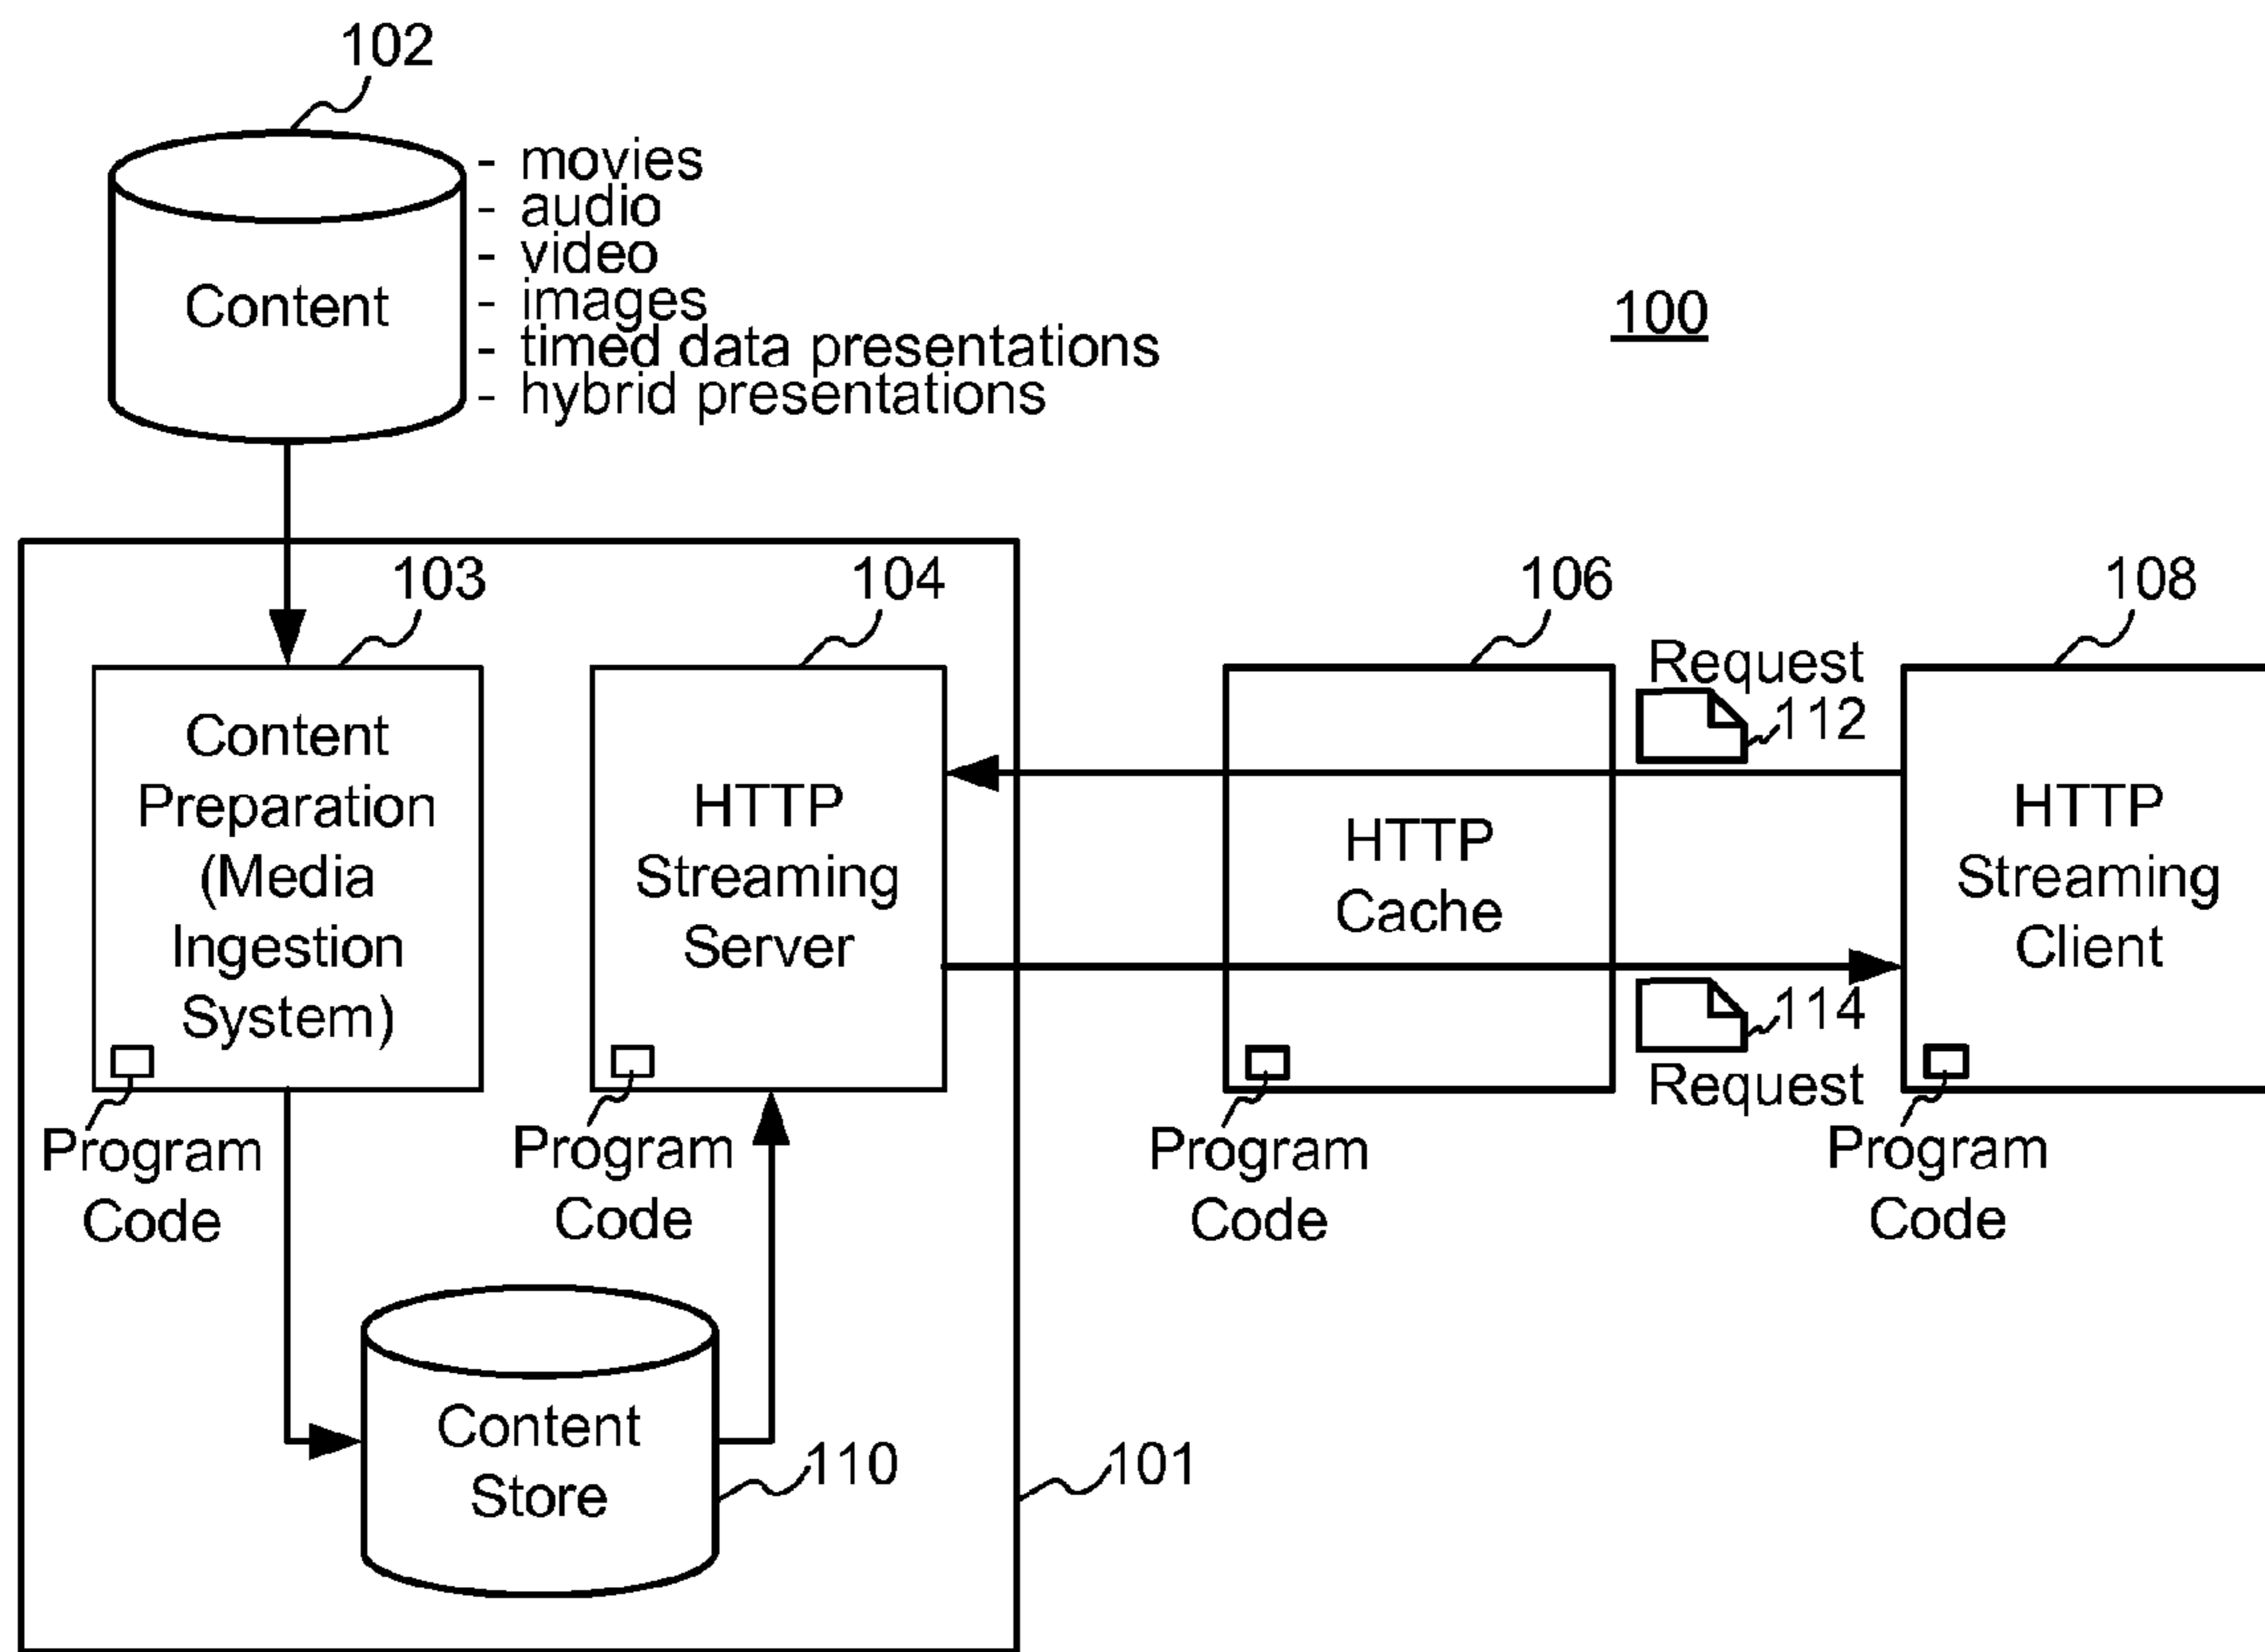 102
- movies
- audio
- video
- images
- timed data presentations
- hybrid presentations
Content
100
103
104
106
108
Content
Preparation
(Media
Ingestion
System)
Program
Code
HTTP
Streaming
Server
Program
Code
HTTP
Cache
Program
Code
Request
112
114
Request
HTTP
Streaming
Client
Program
Code
Content
Store
110
101